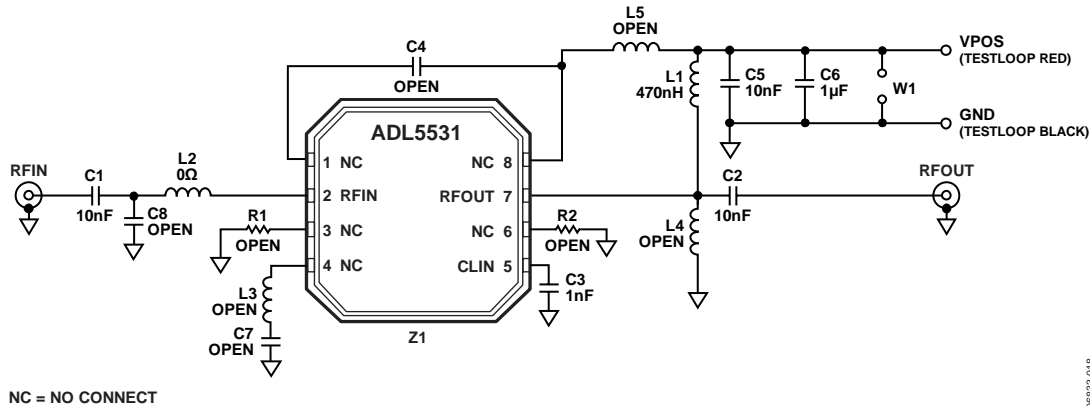 L5
OPEN
C4
OPEN
VPOS
(TESTLOOP RED)
L1
470nH
C5
10nF
C6
1µF
W1
GND
(TESTLOOP BLACK)
ADL5531
1 NC
NC 8
RFIN
C1
10nF
L2
0Ω
2 RFIN
RFOUT 7
C2
10nF
RFOUT
C8
OPEN
R1
OPEN
3 NC
NC 6
R2
OPEN
L4
OPEN
4 NC
CLIN 5
C3
1nF
L3
OPEN
C7
OPEN
Z1
NC = NO CONNECT
06833-018